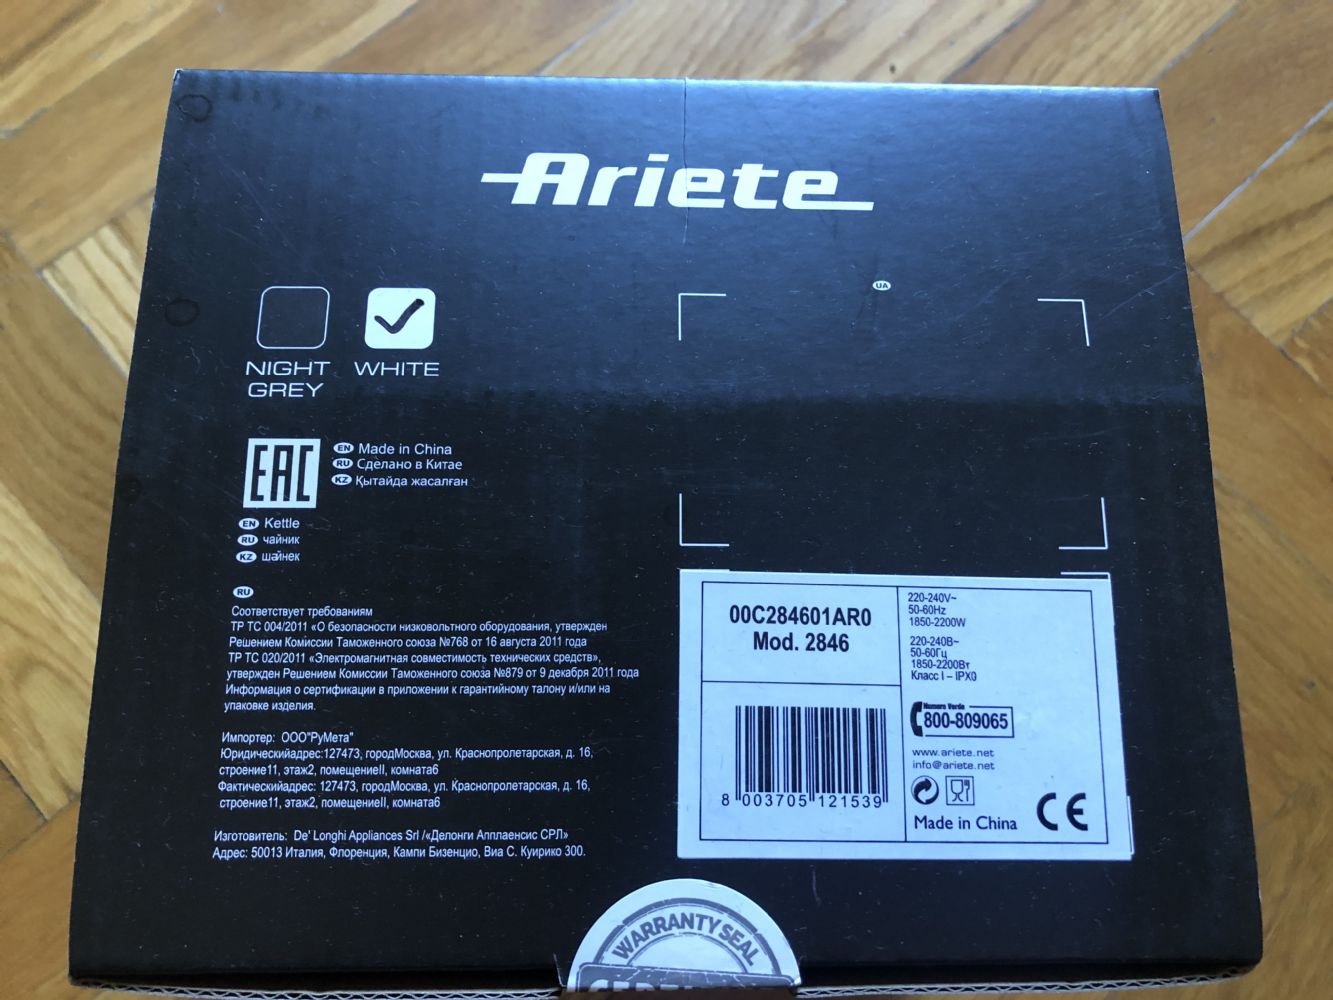 Ariete
NIGHT
GREY
WHITE
UA
EAC
EN Made in China
RU Сделано в Китае
KZ Қытайда жасалған
EN Kettle
RU чайник
KZ шәйнек
RU
Соответствует требованиям
ТР ТС 004/2011 «О безопасности низковольтного оборудования, утвержден
Решением Комиссии Таможенного союза №768 от 16 августа 2011 года
ТР ТС 020/2011 «Электромагнитная совместимость технических средств»,
утвержден Решением Комиссии Таможенного союза №879 от 9 декабря 2011 года
Информация о сертификации в приложении к гарантийному талону и/или на
упаковке изделия.
Импортер: ООО"РуМета"
Юридическийадрес:127473, городМосква, ул. Краснопролетарская, д. 16,
строение11, этаж2, помещениеII, комната6
Фактическийадрес: 127473, городМосква, ул. Краснопролетарская, д. 16,
строение11, этаж2, помещениеII, комната6
Изготовитель: De' Longhi Appliances Srl /«Делонги Апплаенсис СРЛ»
Адрес: 50013 Италия, Флоренция, Кампи Бизенцио, Виа С. Куирико 300.
00C284601AR0
Mod. 2846
8 003705 121539
220-240V~
50-60Hz
1850-2200W
220-240В~
50-60Гц
1850-2200Вт
Класс I – IPX0
Numero Verde
800-809065
www.ariete.net
info@ariete.net
Made in China
CE
WARRANTY SEAL